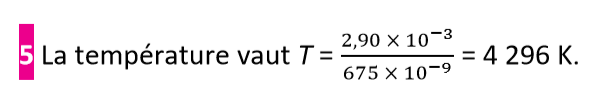 5 La température vaut T = 2,90 × 10⁻³ / 675 × 10⁻⁹ = 4 296 K.